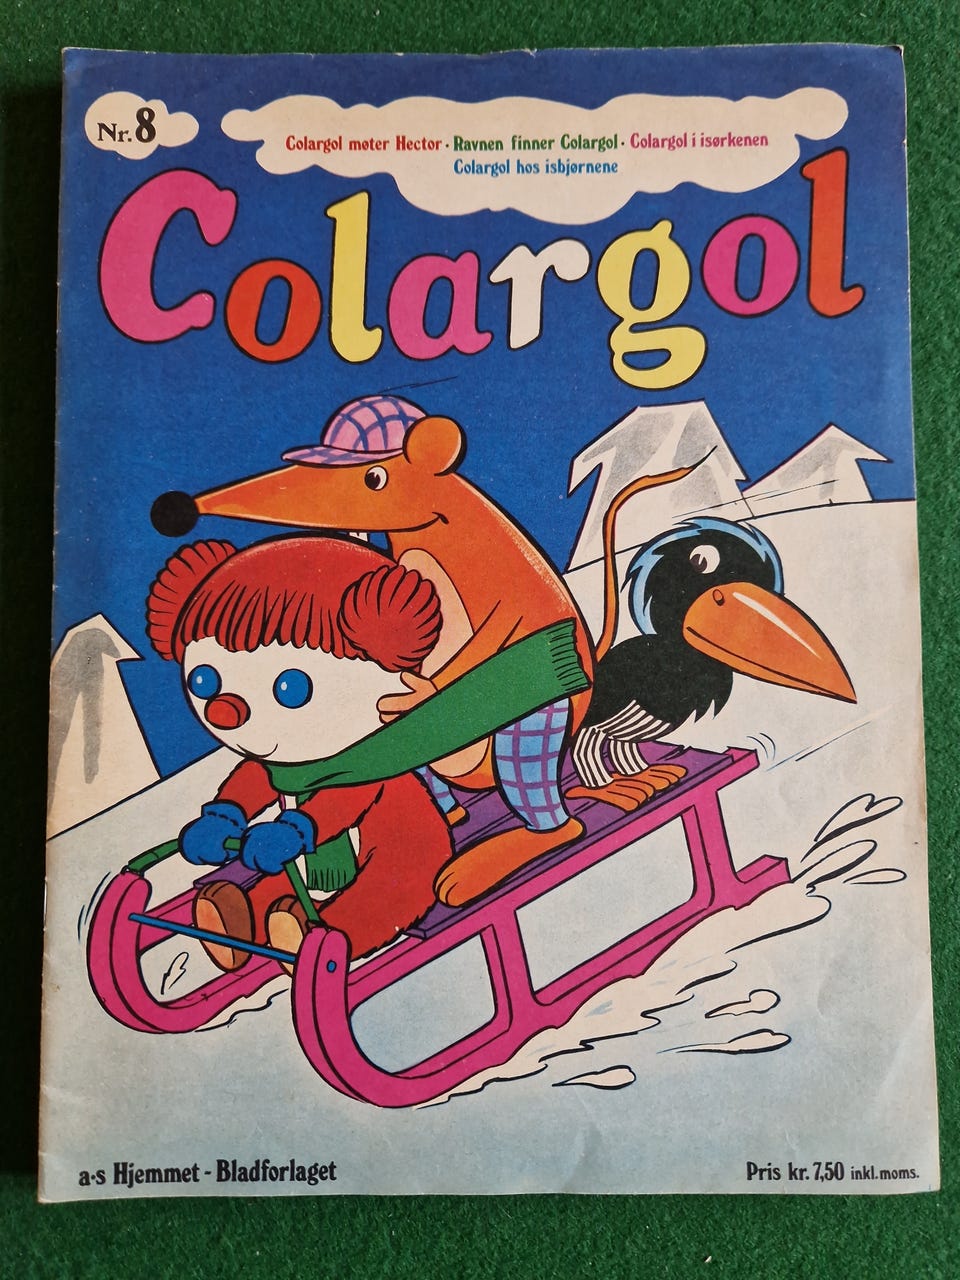 Nr. 8
Colargol møter Hector · Ravnen finner Colargol · Colargol i isørkenen
Colargol hos isbjørnene
Colargol
a·s Hjemmet - Bladforlaget
Pris kr. 7,50 inkl. moms.